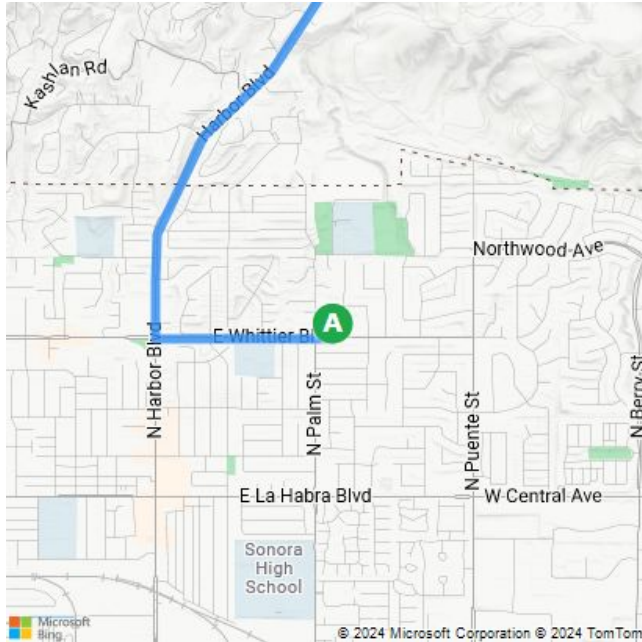 Kashlan Rd
Harbor Blvd
Northwood Ave
A
E Whittier Bl
N Harbor Blvd
N Palm St
N Puente St
N Berry St
E La Habra Blvd
W Central Ave
Sonora
High
School
Microsoft
Bing
© 2024 Microsoft Corporation © 2024 TomTom